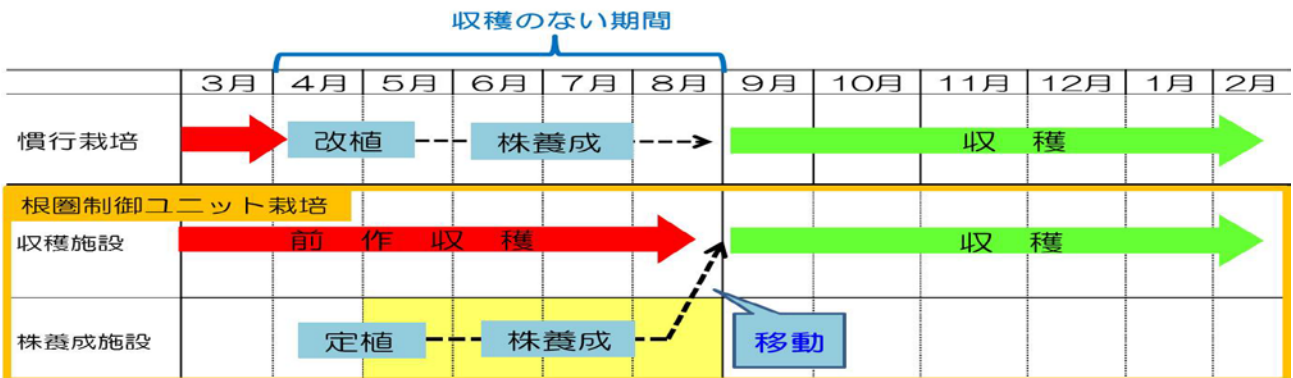 収穫のない期間
3月 4月 5月 6月 7月 8月 9月 10月 11月 12月 1月 2月
慣行栽培 改植 株養成 収穫
根圏制御ユニット栽培
収穫施設 前作収穫 収穫
株養成施設 定植 株養成 移動